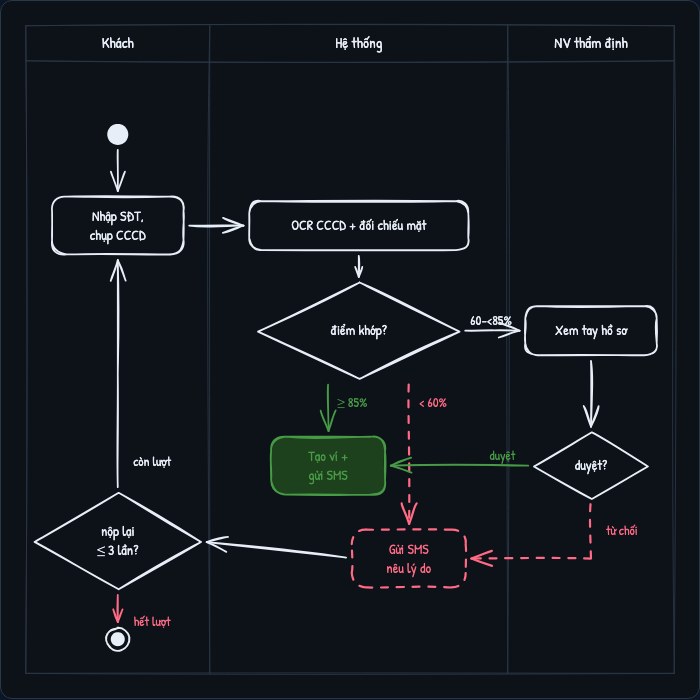 Khách
Hệ thống
NV thẩm định
Nhập SĐT,
chụp CCCD
OCR CCCD + đối chiếu mặt
điểm khớp?
60–<85%
Xem tay hồ sơ
≥ 85%
< 60%
Tạo ví +
gửi SMS
duyệt
duyệt?
còn lượt
nộp lại
≤ 3 lần?
Gửi SMS
nêu lý do
từ chối
hết lượt